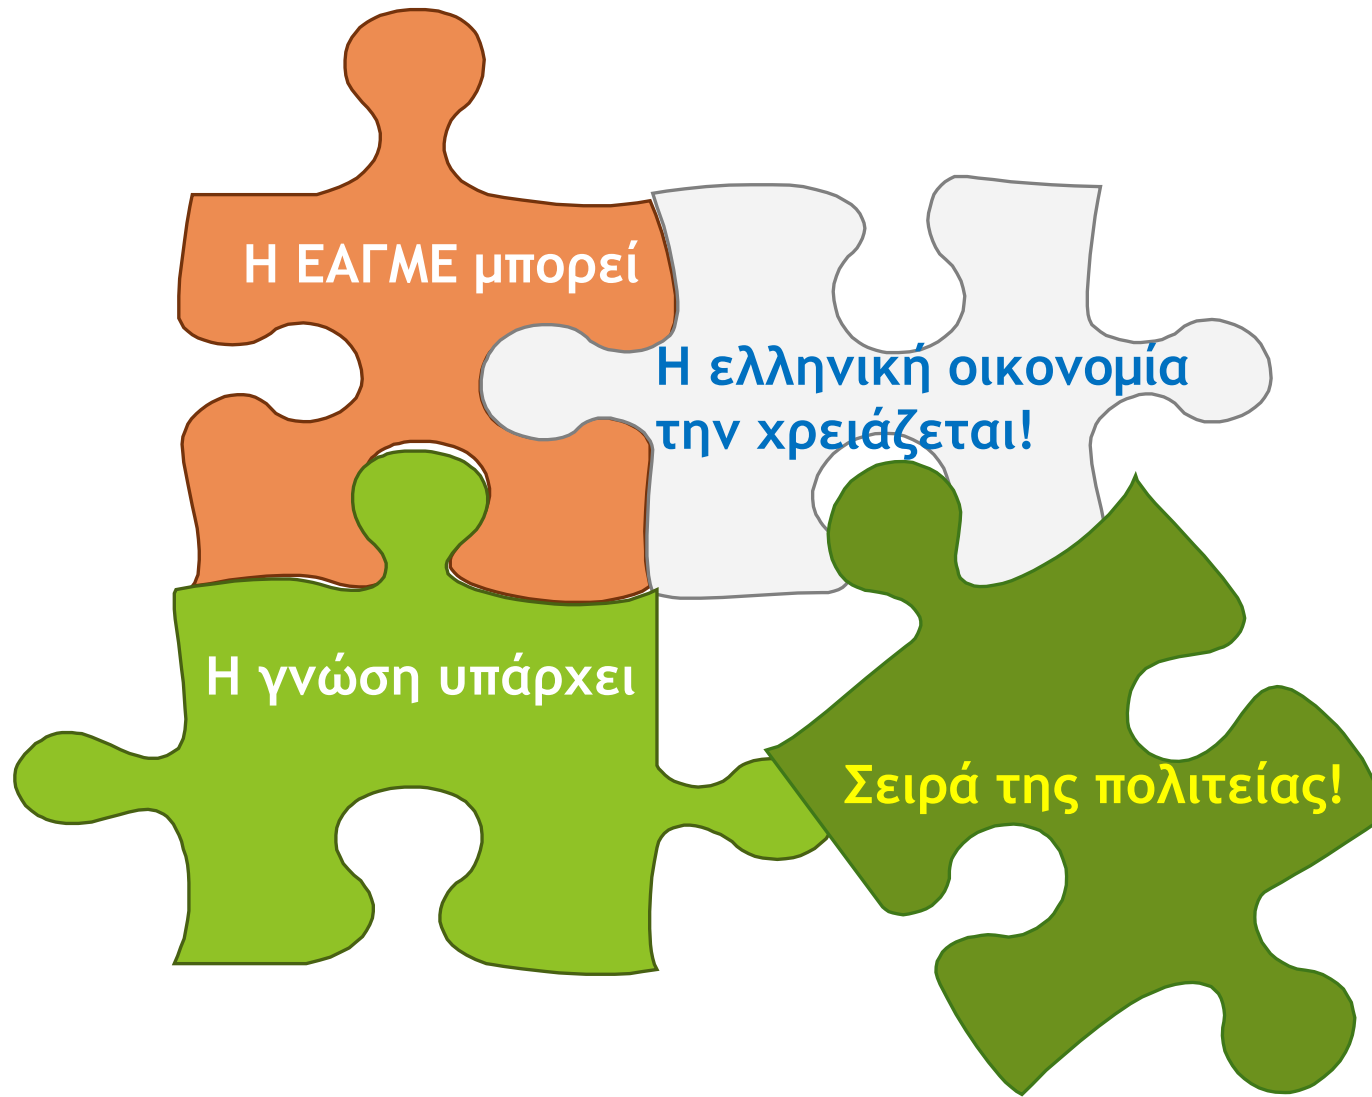 Η ΕΑΓΜΕ μπορεί
Η ελληνική οικονομία
την χρειάζεται!
Η γνώση υπάρχει
Σειρά της πολιτείας!